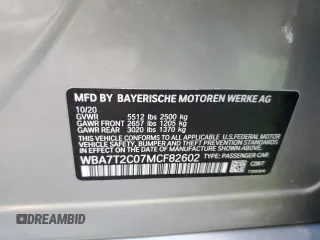 MFD BY BAYERISCHE MOTOREN WERKE AG
10/20
GVWR 5512 lbs 2500 kg
GAWR FRONT 2657 lbs 1205 kg
GAWR REAR 3020 lbs 1370 kg
THIS VEHICLE CONFORMS TO ALL APPLICABLE
U.S. FEDERAL MOTOR VEHICLE SAFETY, BUMPER,
AND THEFT PREVENTION STANDARDS IN EFFECT
ON THE DATE OF MANUFACTURE SHOWN ABOVE.
WBA7T2C07MCF82602 TYPE: PASSENGER CAR
DREAMBID